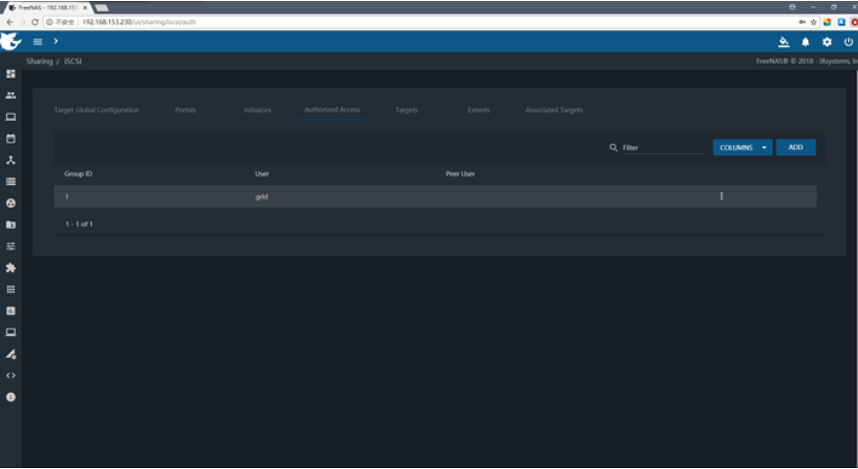 FreeNAS - 192.168.15
不安全 | 192.168.153.230/ui/sharing/iscsi/auth
Sharing / iSCSI
FreeNAS® © 2018 - iXsystems, In
Target Global Configuration Portals Initiators Authorized Access Targets Extents Associated Targets
Filter COLUMNS ADD
Group ID User Peer User
1 grid
1 - 1 of 1